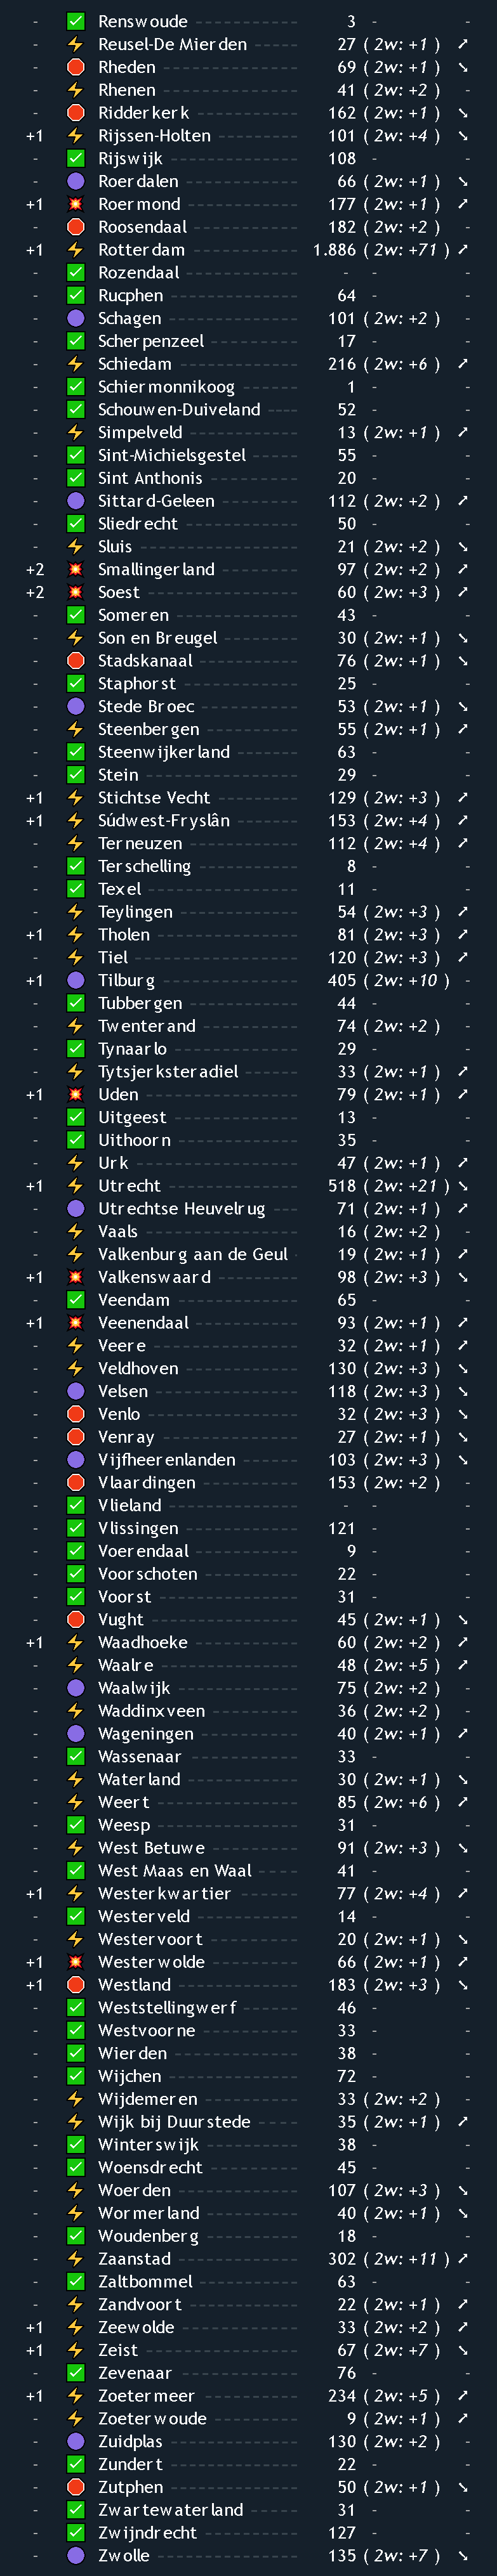 - Renswoude 3 - -
- Reusel-De Mierden 27 ( 2w: +1 ) ➚
- Rheden 69 ( 2w: +1 ) ➘
- Rhenen 41 ( 2w: +2 ) -
- Ridderkerk 162 ( 2w: +1 ) ➘
+1 Rijssen-Holten 101 ( 2w: +4 ) ➘
- Rijswijk 108 - -
- Roerdalen 66 ( 2w: +1 ) ➘
+1 Roermond 177 ( 2w: +1 ) ➚
- Roosendaal 182 ( 2w: +2 ) -
+1 Rotterdam 1.886 ( 2w: +71 ) ➚
- Rozendaal - - -
- Rucphen 64 - -
- Schagen 101 ( 2w: +2 ) -
- Scherpenzeel 17 - -
- Schiedam 216 ( 2w: +6 ) ➚
- Schiermonnikoog 1 - -
- Schouwen-Duiveland 52 - -
- Simpelveld 13 ( 2w: +1 ) ➚
- Sint-Michielsgestel 55 - -
- Sint Anthonis 20 - -
- Sittard-Geleen 112 ( 2w: +2 ) ➚
- Sliedrecht 50 - -
- Sluis 21 ( 2w: +2 ) ➘
+2 Smallingerland 97 ( 2w: +2 ) ➚
+2 Soest 60 ( 2w: +3 ) ➚
- Someren 43 - -
- Son en Breugel 30 ( 2w: +1 ) ➘
- Stadskanaal 76 ( 2w: +1 ) ➘
- Staphorst 25 - -
- Stede Broec 53 ( 2w: +1 ) ➘
- Steenbergen 55 ( 2w: +1 ) ➚
- Steenwijkerland 63 - -
- Stein 29 - -
+1 Stichtse Vecht 129 ( 2w: +3 ) ➚
+1 Súdwest-Fryslân 153 ( 2w: +4 ) ➚
- Terneuzen 112 ( 2w: +4 ) ➚
- Terschelling 8 - -
- Texel 11 - -
- Teylingen 54 ( 2w: +3 ) ➚
+1 Tholen 81 ( 2w: +3 ) ➚
- Tiel 120 ( 2w: +3 ) ➚
+1 Tilburg 405 ( 2w: +10 ) -
- Tubbergen 44 - -
- Twenterand 74 ( 2w: +2 ) -
- Tynaarlo 29 - -
- Tytsjerksteradiel 33 ( 2w: +1 ) ➚
+1 Uden 79 ( 2w: +1 ) ➚
- Uitgeest 13 - -
- Uithoorn 35 - -
- Urk 47 ( 2w: +1 ) ➚
+1 Utrecht 518 ( 2w: +21 ) ➘
- Utrechtse Heuvelrug 71 ( 2w: +1 ) ➚
- Vaals 16 ( 2w: +2 ) -
- Valkenburg aan de Geul 19 ( 2w: +1 ) ➚
+1 Valkenswaard 98 ( 2w: +3 ) ➘
- Veendam 65 - -
+1 Veenendaal 93 ( 2w: +1 ) ➚
- Veere 32 ( 2w: +1 ) ➚
- Veldhoven 130 ( 2w: +3 ) ➘
- Velsen 118 ( 2w: +3 ) ➘
- Venlo 32 ( 2w: +3 ) ➘
- Venray 27 ( 2w: +1 ) ➘
- Vijfheerenlanden 103 ( 2w: +3 ) ➘
- Vlaardingen 153 ( 2w: +2 ) -
- Vlieland - - -
- Vlissingen 121 - -
- Voerendaal 9 - -
- Voorschoten 22 - -
- Voorst 31 - -
- Vught 45 ( 2w: +1 ) ➘
+1 Waadhoeke 60 ( 2w: +2 ) ➚
- Waalre 48 ( 2w: +5 ) ➚
- Waalwijk 75 ( 2w: +2 ) -
- Waddinxveen 36 ( 2w: +2 ) -
- Wageningen 40 ( 2w: +1 ) ➚
- Wassenaar 33 - -
- Waterland 30 ( 2w: +1 ) ➘
- Weert 85 ( 2w: +6 ) ➚
- Weesp 31 - -
- West Betuwe 91 ( 2w: +3 ) ➘
- West Maas en Waal 41 - -
+1 Westerkwartier 77 ( 2w: +4 ) ➚
- Westerveld 14 - -
- Westervoort 20 ( 2w: +1 ) ➘
+1 Westerwolde 66 ( 2w: +1 ) ➚
+1 Westland 183 ( 2w: +3 ) ➘
- Weststellingwerf 46 - -
- Westvoorne 33 - -
- Wierden 38 - -
- Wijchen 72 - -
- Wijdemeren 33 ( 2w: +2 ) -
- Wijk bij Duurstede 35 ( 2w: +1 ) ➚
- Winterswijk 38 - -
- Woensdrecht 45 - -
- Woerden 107 ( 2w: +3 ) ➘
- Wormerland 40 ( 2w: +1 ) ➘
- Woudenberg 18 - -
- Zaanstad 302 ( 2w: +11 ) ➚
- Zaltbommel 63 - -
- Zandvoort 22 ( 2w: +1 ) ➚
+1 Zeewolde 33 ( 2w: +2 ) ➚
+1 Zeist 67 ( 2w: +7 ) ➘
- Zevenaar 76 - -
+1 Zoetermeer 234 ( 2w: +5 ) ➚
- Zoeterwoude 9 ( 2w: +1 ) ➚
- Zuidplas 130 ( 2w: +2 ) -
- Zundert 22 - -
- Zutphen 50 ( 2w: +1 ) ➘
- Zwartewaterland 31 - -
- Zwijndrecht 127 - -
- Zwolle 135 ( 2w: +7 ) ➘